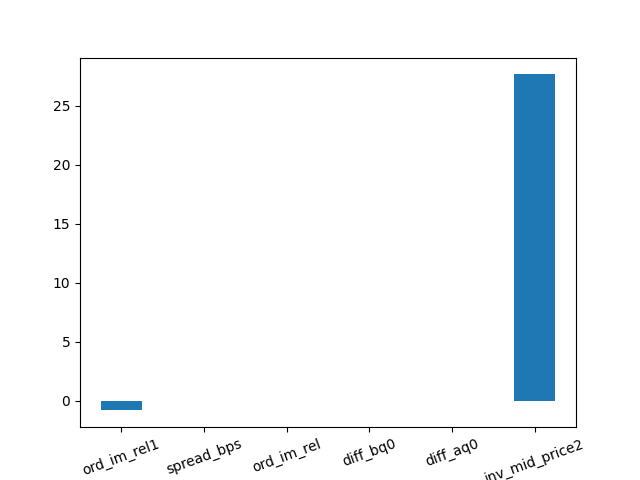 25
20
15
10
5
0
ord_im_rel1
spread_bps
ord_im_rel
diff_bq0
diff_aq0
inv_mid_price2